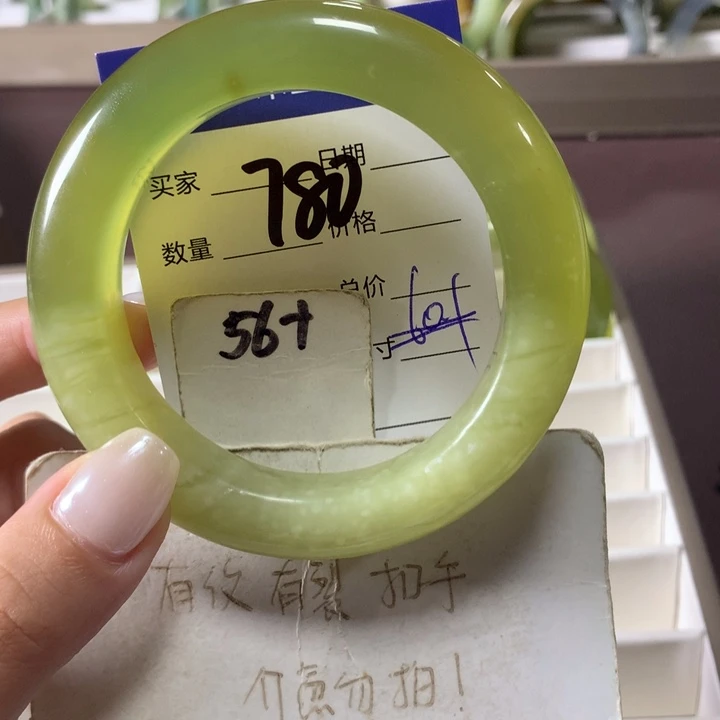 买家 日期
780
数量 价格
总价
56+
寸
有纹 有裂 扣手
介意勿拍！